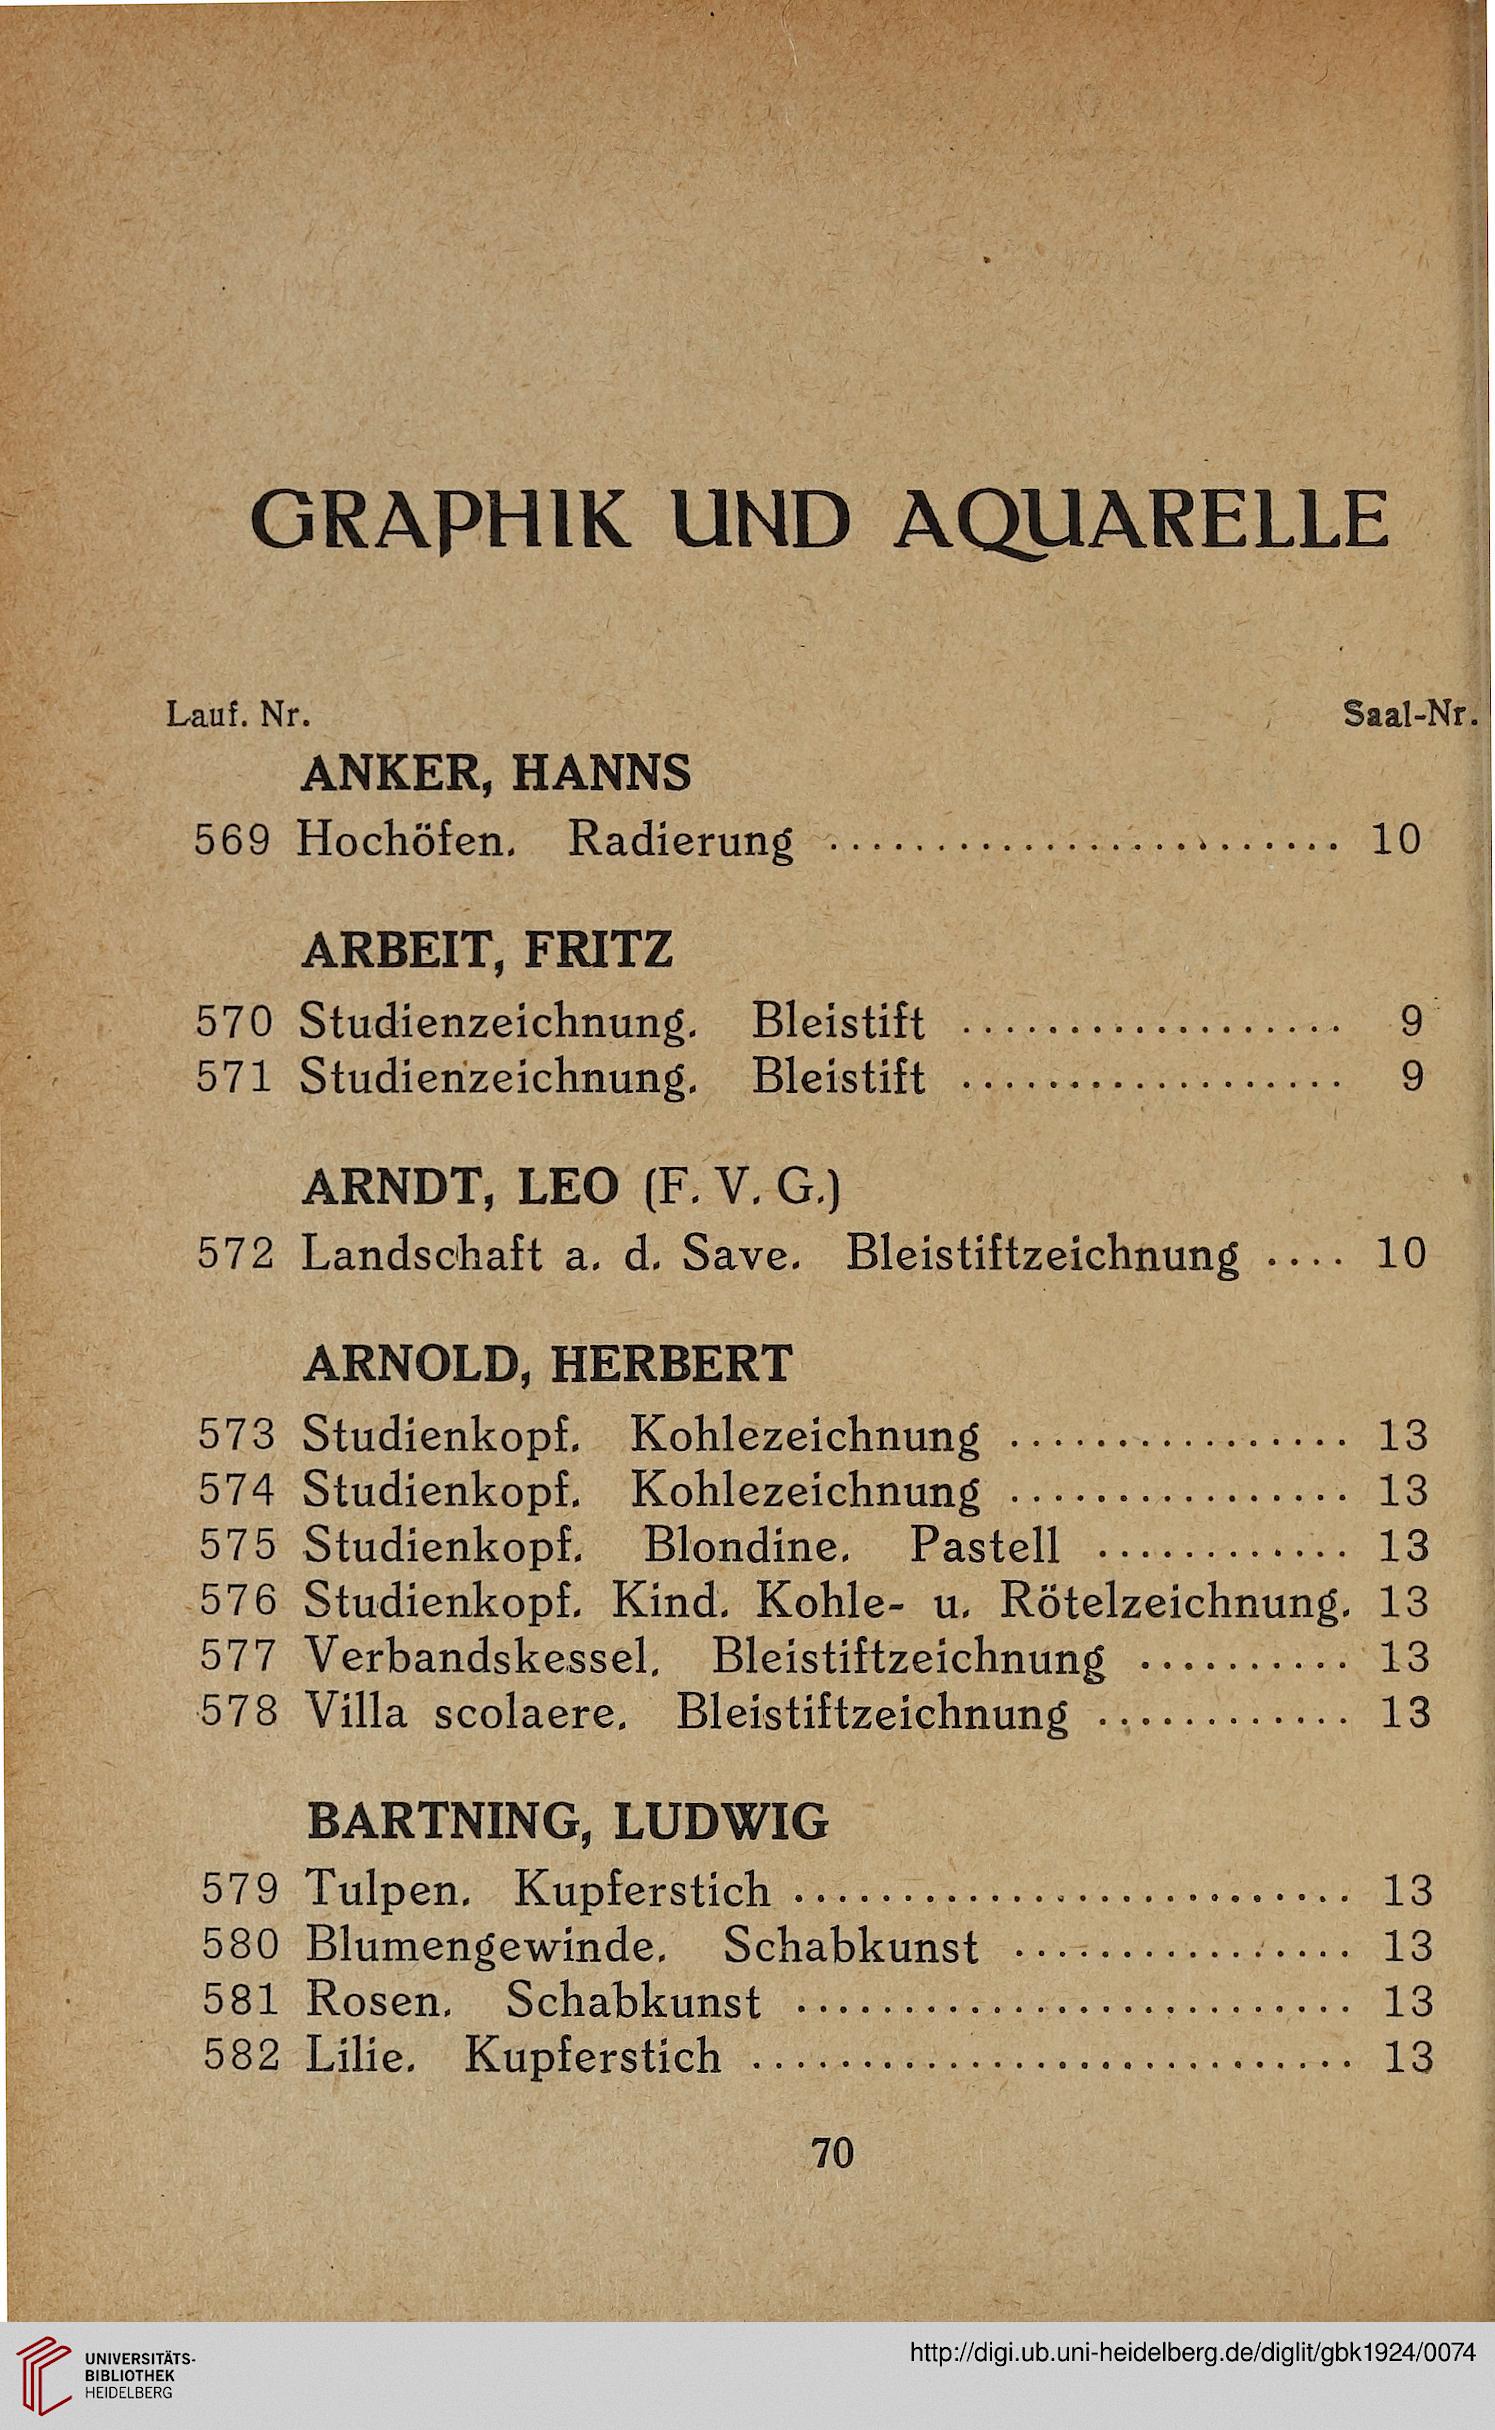 GRAPHIK UND AQUARELLE
Lauf. Nr. Saal-Nr.
ANKER, HANNS
569 Hochöfen. Radierung ........................ 10
ARBEIT, FRITZ
570 Studienzeichnung. Bleistift .................. 9
571 Studienzeichnung. Bleistift .................. 9
ARNDT, LEO (F. V. G.)
572 Landschaft a. d. Save. Bleistiftzeichnung .... 10
ARNOLD, HERBERT
573 Studienkopf. Kohlezeichnung ................ 13
574 Studienkopf. Kohlezeichnung ................ 13
575 Studienkopf. Blondine. Pastell ............ 13
576 Studienkopf. Kind. Kohle- u. Rötelzeichnung. 13
577 Verbandskessel. Bleistiftzeichnung .......... 13
578 Villa scolaere. Bleistiftzeichnung ............ 13
BARTNING, LUDWIG
579 Tulpen. Kupferstich .......................... 13
580 Blumengewinde. Schabkunst ................ 13
581 Rosen. Schabkunst .......................... 13
582 Lilie. Kupferstich ............................ 13
70
UNIVERSITÄTS-
BIBLIOTHEK
HEIDELBERG
http://digi.ub.uni-heidelberg.de/diglit/gbk1924/0074